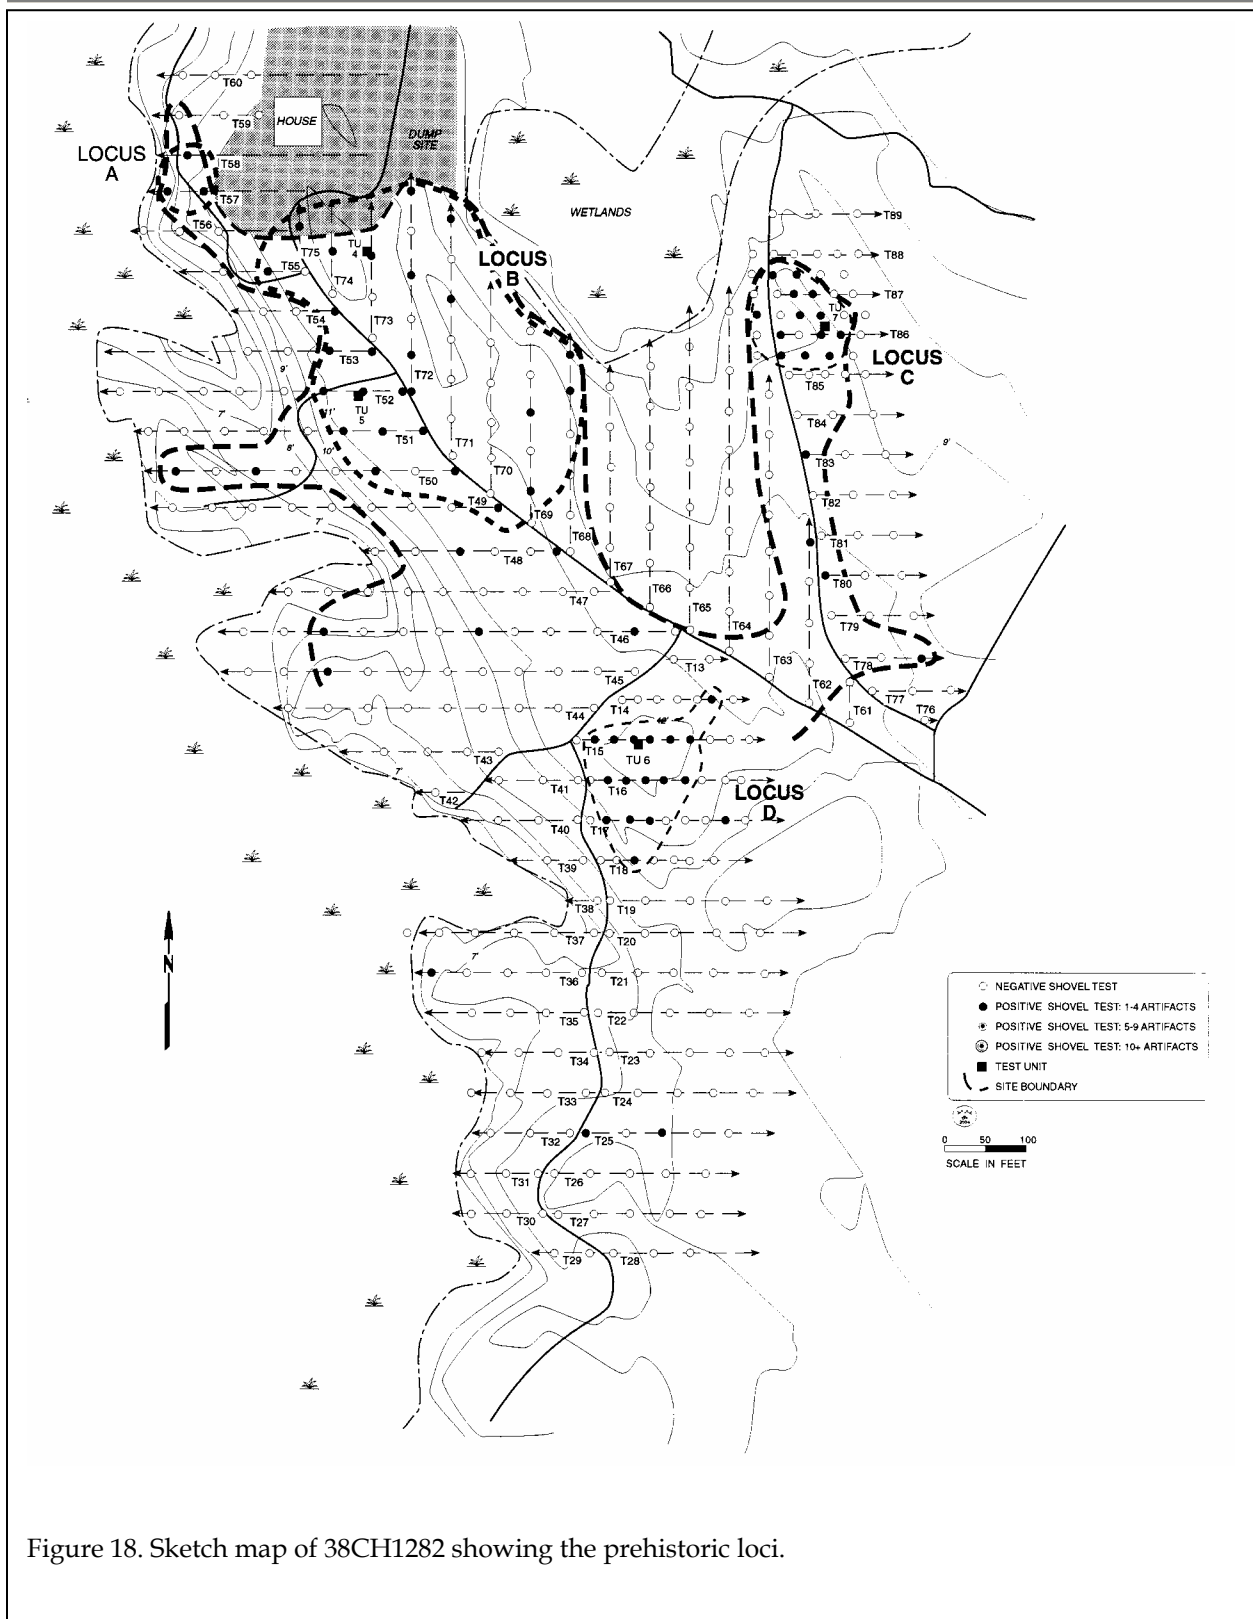 T60
HOUSE
T59
DUMP
SITE
LOCUS
A
T58
T57
T56
WETLANDS
T89
T88
T75
TU
4
T55
T74
LOCUS
B
T87
TU
7
T54
T73
T86
T53
LOCUS
C
9'
T72
T85
T52
TU
5
7'
11'
T84
T51
8'
10'
T71
9'
T83
T50
T70
T49
T82
7'
T69
T68
T81
T48
T67
T80
T47
T66
T65
T64
T79
T46
T13
T63
T78
T45
T62
T77
T14
T61
T76
T44
10'
T15
TU 6
T43
7'
T41
T16
T42
LOCUS
D
T40
T17
T39
T18
T38
T19
T37
T20
N
7'
T36
T21
NEGATIVE SHOVEL TEST
POSITIVE SHOVEL TEST: 1-4 ARTIFACTS
POSITIVE SHOVEL TEST: 5-9 ARTIFACTS
POSITIVE SHOVEL TEST: 10+ ARTIFACTS
TEST UNIT
SITE BOUNDARY
T35
T22
T34
T23
T33
T24
T32
T25
0 50 100
SCALE IN FEET
T31
T26
T30
T27
T29
T28
Figure 18. Sketch map of 38CH1282 showing the prehistoric loci.